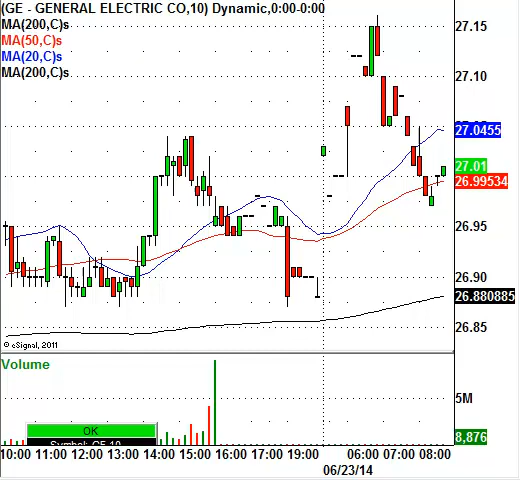 (GE - GENERAL ELECTRIC CO,10) Dynamic,0:00-0:00
MA(200,C)s
MA(50,C)s
MA(20,C)s
MA(200,C)s
27.15
27.10
27.0455
27.01
26.99534
26.95
26.90
26.880885
26.85
© eSignal, 2011
Volume
5M
OK
8,876
10:00 11:00 12:00 13:00 14:00 15:00 16:00 17:00 19:00 06:00 07:00 08:00
06/23/14